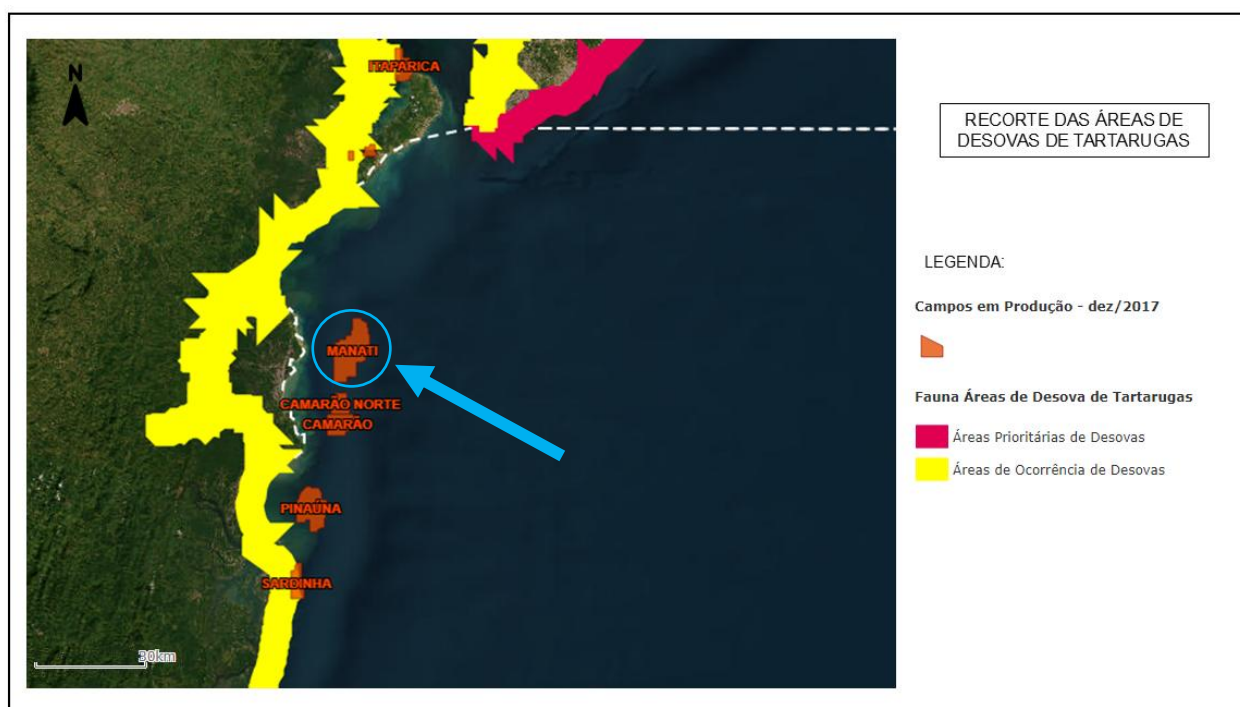 N
ITAPARICA
MANATI
CAMARÃO NORTE
CAMARÃO
PINAÚNA
SARDINHA
30km
RECORTE DAS ÁREAS DE
DESOVAS DE TARTARUGAS
LEGENDA:
Campos em Produção - dez/2017
Fauna Áreas de Desova de Tartarugas
Áreas Prioritárias de Desovas
Áreas de Ocorrência de Desovas